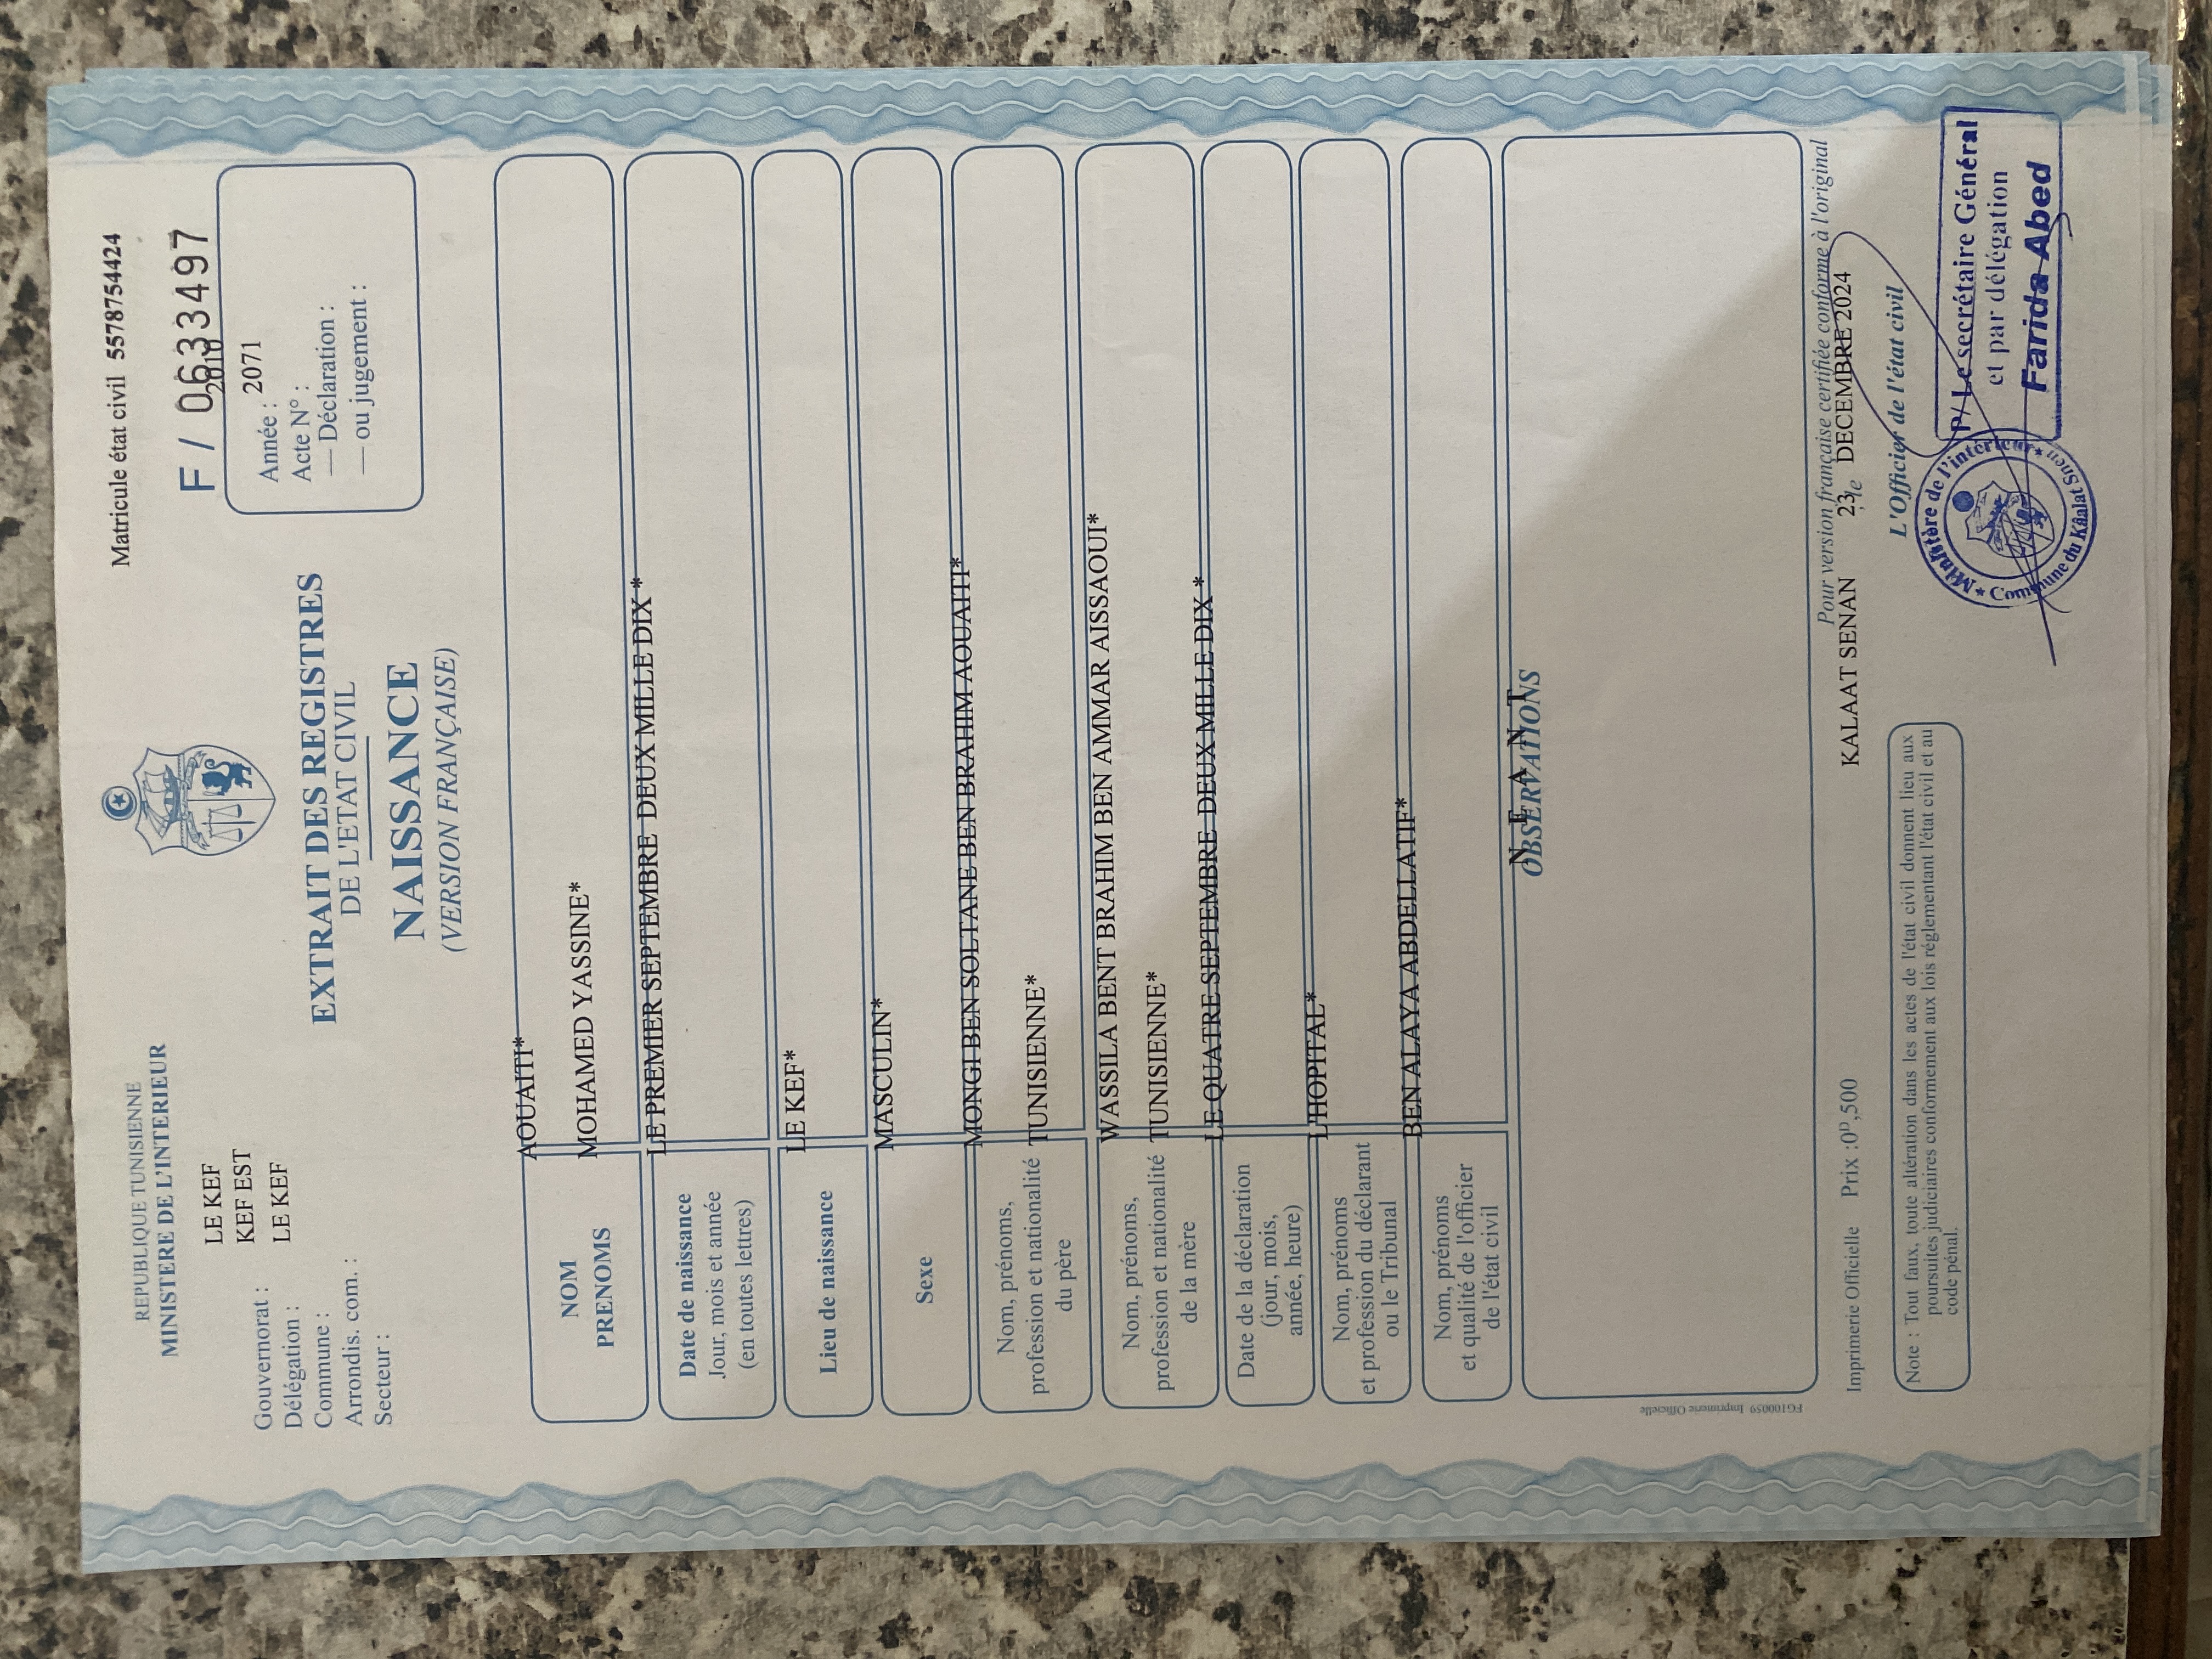 REPUBLIQUE TUNISIENNE
MINISTERE DE L'INTERIEUR
Matricule état civil 5578754424
F / 0633497
2010
LE KEF
KEF EST
LE KEF
Gouvernorat :
Délégation :
Commune :
Arrondis. com. :
Secteur :
Année : 2071
Acte N° :
— Déclaration :
— ou jugement :
EXTRAIT DES REGISTRES
DE L'ETAT CIVIL
NAISSANCE
(VERSION FRANÇAISE)
NOM
PRENOMS
AOUAITI*
MOHAMED YASSINE*
Date de naissance
Jour, mois et année
(en toutes lettres)
LE PREMIER SEPTEMBRE DEUX MILLE DIX *
Lieu de naissance
LE KEF*
Sexe
MASCULIN*
Nom, prénoms,
profession et nationalité
du père
MONGI BEN SOLTANE BEN BRAHIM AOUAITI*
TUNISIENNE*
Nom, prénoms,
profession et nationalité
de la mère
WASSILA BENT BRAHIM BEN AMMAR AISSAOUI*
TUNISIENNE*
Date de la déclaration
(jour, mois,
année, heure)
LE QUATRE SEPTEMBRE DEUX MILLE DIX *
Nom, prénoms
et profession du déclarant
ou le Tribunal
L'HOPITAL*
Nom, prénoms
et qualité de l'officier
de l'état civil
BEN ALAYA ABDELLATIF*
N E A N T
OBSERVATIONS
FG100059 Imprimerie Officielle
Pour version française certifiée conforme à l'original
KALAAT SENAN 23 le DECEMBRE 2024
L'Officier de l'état civil
Imprimerie Officielle Prix :0ᴰ,500
P/ Le secrétaire Général
et par délégation
Farida Abed
Ministère de l'intérieur
Commune du Kâalat Snen
Note : Tout faux, toute altération dans les actes de l'état civil donnent lieu aux
poursuites judiciaires conformement aux lois réglementant l'état civil et au
code pénal.